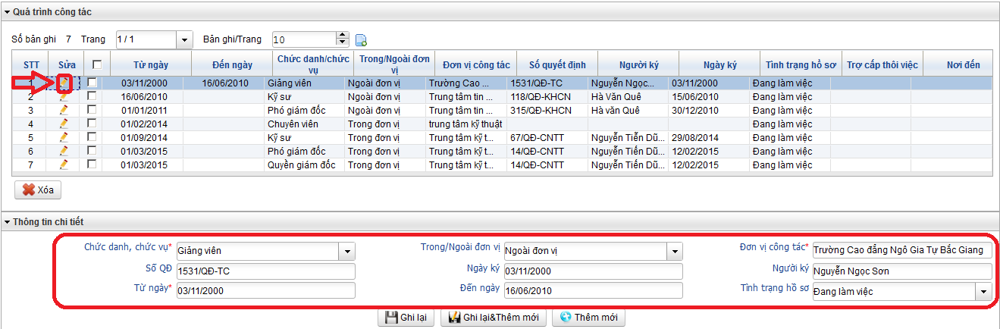 Quá trình công tác
Số bản ghi 7 Trang 1 / 1 Bản ghi/Trang 10
STT Sửa Từ ngày Đến ngày Chức danh/chức vụ Trong/Ngoài đơn vị Đơn vị công tác Số quyết định Người ký Ngày ký Tình trạng hồ sơ Trợ cấp thôi việc Nơi đến
1 03/11/2000 16/06/2010 Giảng viên Ngoài đơn vị Trường Cao ... 1531/QĐ-TC Nguyễn Ngọc... 03/11/2000 Đang làm việc
2 16/06/2010 Kỹ sư Ngoài đơn vị Trung tâm tin ... 118/QĐ-KHCN Hà Văn Quê 15/06/2010 Đang làm việc
3 01/01/2011 Phó giám đốc Ngoài đơn vị Trung tâm tin ... 315/QĐ-KHCN Hà văn Quê 30/12/2010 Đang làm việc
4 01/02/2014 Chuyên viên Trong đơn vị trung tâm kỹ thuật Đang làm việc
5 01/09/2014 Kỹ sư Trong đơn vị Trung tâm kỹ t... 67/QĐ-CNTT Nguyễn Tiến Dũ... 29/08/2014 Đang làm việc
6 01/03/2015 Phó giám đốc Trong đơn vị Trung tâm kỹ t... 14/QĐ-CNTT Nguyễn Tiến Dũ... 12/02/2015 Đang làm việc
7 01/03/2015 Quyền giám đốc Trong đơn vị Trung tâm kỹ t... 14/QĐ-CNTT Nguyễn Tiến Dũ... 12/02/2015 Đang làm việc
Xóa
Thông tin chi tiết
Chức danh, chức vụ* Giảng viên Trong/Ngoài đơn vị Ngoài đơn vị Đơn vị công tác* Trường Cao đẳng Ngô Gia Tự Bắc Giang
Số QĐ 1531/QĐ-TC Ngày ký 03/11/2000 Người ký Nguyễn Ngọc Sơn
Từ ngày* 03/11/2000 Đến ngày 16/06/2010 Tình trạng hồ sơ Đang làm việc
Ghi lại Ghi lại&Thêm mới Thêm mới